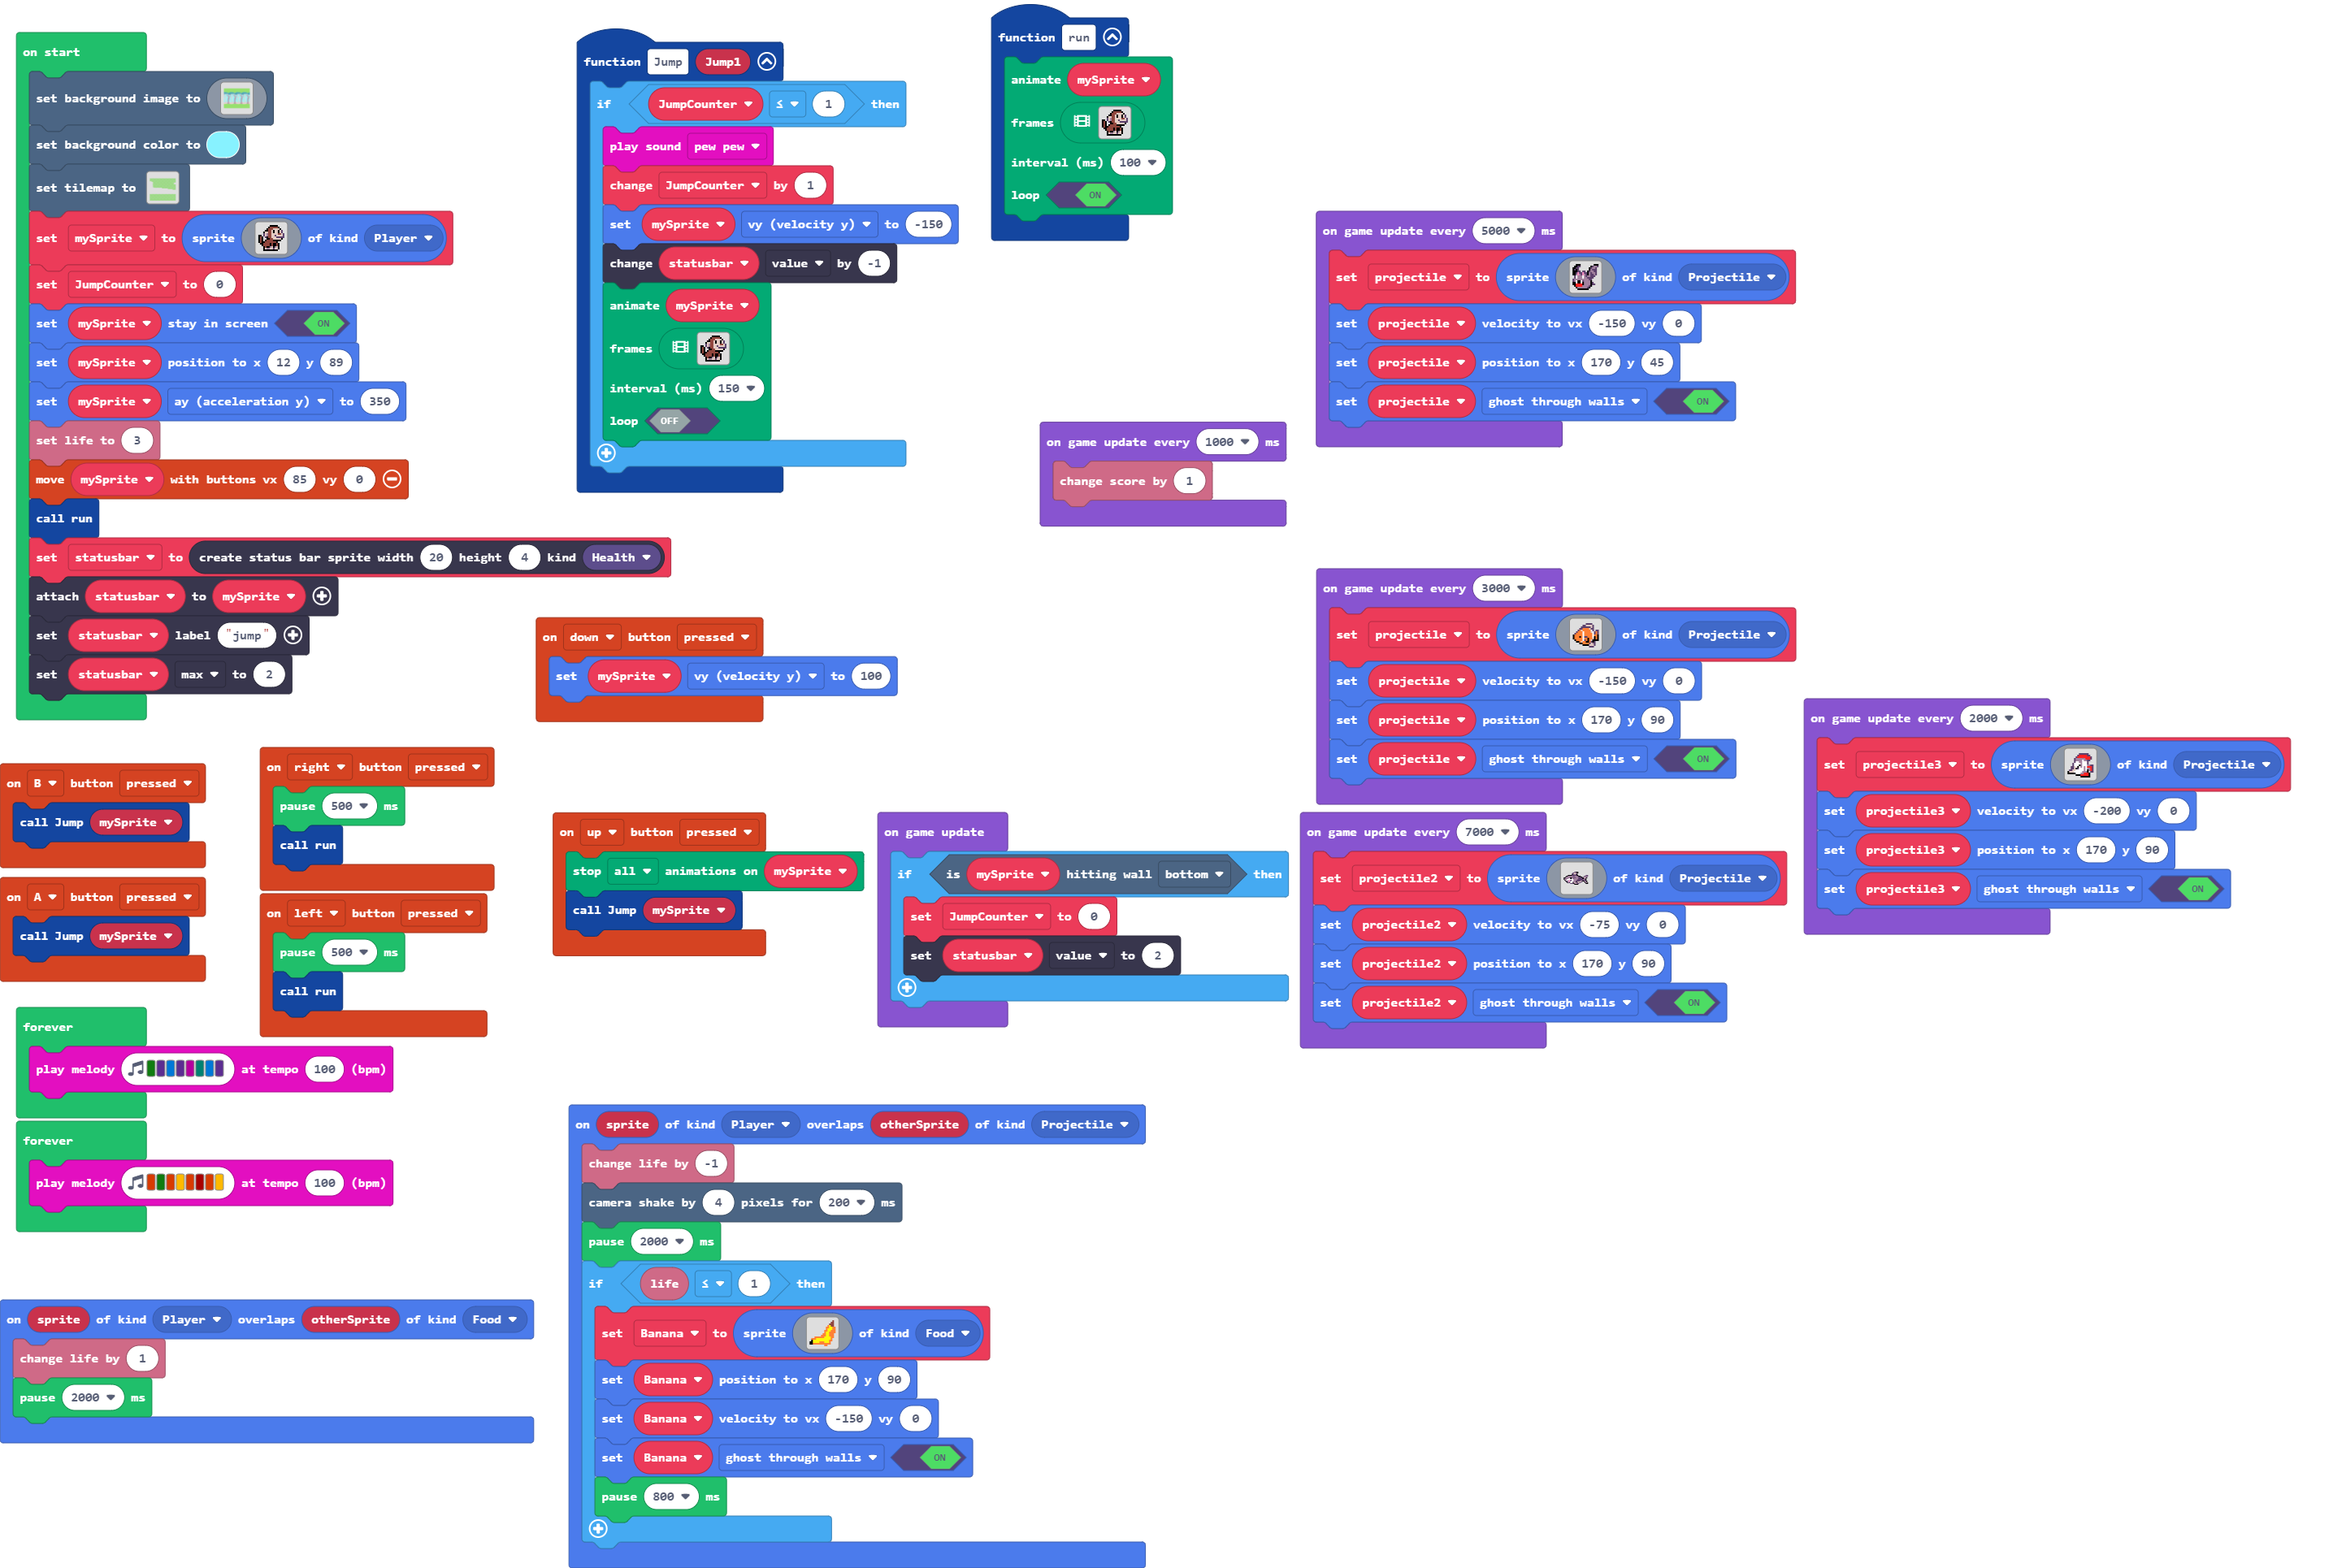 on start
set background image to
set background color to
set tilemap to
set mySprite to sprite of kind Player
set JumpCounter to 0
set mySprite stay in screen ON
set mySprite position to x 12 y 89
set mySprite ay (acceleration y) to 350
set life to 3
move mySprite with buttons vx 85 vy 0
call run
set statusbar to create status bar sprite width 20 height 4 kind Health
attach statusbar to mySprite
set statusbar label "jump"
set statusbar max to 2
function Jump Jump1
if JumpCounter ≤ 1 then
play sound pew pew
change JumpCounter by 1
set mySprite vy (velocity y) to -150
change statusbar value by -1
animate mySprite
frames
interval (ms) 150
loop OFF
function run
animate mySprite
frames
interval (ms) 100
loop ON
on game update every 5000 ms
set projectile to sprite of kind Projectile
set projectile velocity to vx -150 vy 0
set projectile position to x 170 y 45
set projectile ghost through walls ON
on game update every 1000 ms
change score by 1
on game update every 3000 ms
set projectile to sprite of kind Projectile
set projectile velocity to vx -150 vy 0
set projectile position to x 170 y 90
set projectile ghost through walls ON
on game update every 2000 ms
set projectile3 to sprite of kind Projectile
set projectile3 velocity to vx -200 vy 0
set projectile3 position to x 170 y 90
set projectile3 ghost through walls ON
on down button pressed
set mySprite vy (velocity y) to 100
on B button pressed
call Jump mySprite
on A button pressed
call Jump mySprite
on right button pressed
pause 500 ms
call run
on left button pressed
pause 500 ms
call run
on up button pressed
stop all animations on mySprite
call Jump mySprite
on game update
if is mySprite hitting wall bottom then
set JumpCounter to 0
set statusbar value to 2
on game update every 7000 ms
set projectile2 to sprite of kind Projectile
set projectile2 velocity to vx -75 vy 0
set projectile2 position to x 170 y 90
set projectile2 ghost through walls ON
forever
play melody at tempo 100 (bpm)
forever
play melody at tempo 100 (bpm)
on sprite of kind Player overlaps otherSprite of kind Projectile
change life by -1
camera shake by 4 pixels for 200 ms
pause 2000 ms
if life ≤ 1 then
set Banana to sprite of kind Food
set Banana position to x 170 y 90
set Banana velocity to vx -150 vy 0
set Banana ghost through walls ON
pause 800 ms
on sprite of kind Player overlaps otherSprite of kind Food
change life by 1
pause 2000 ms